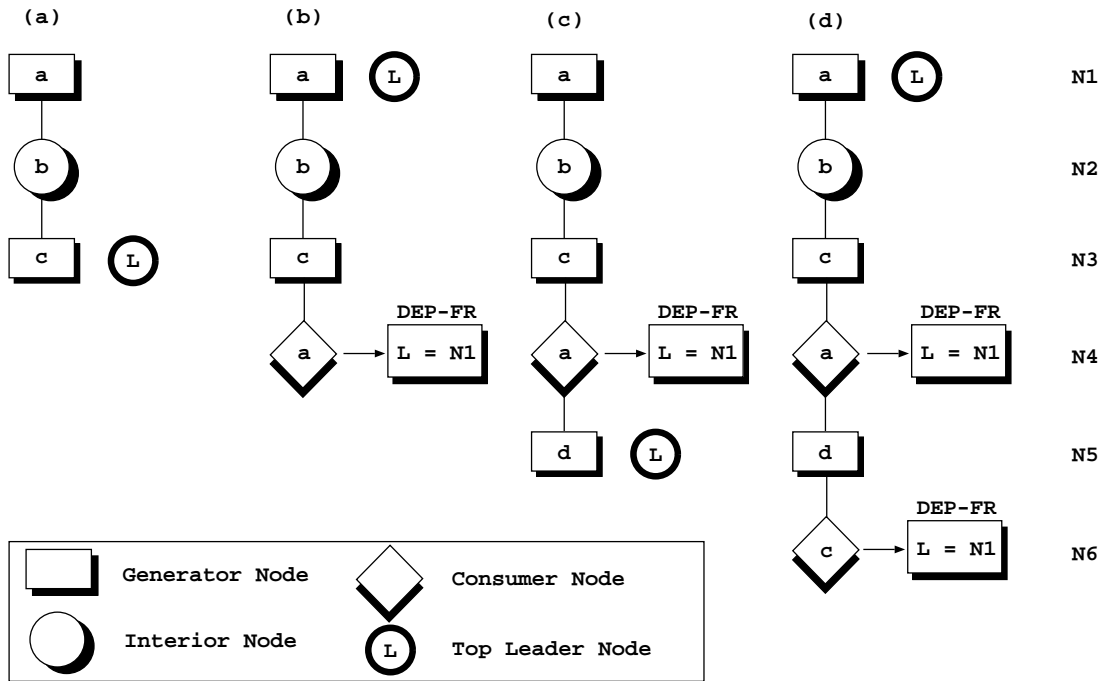 (a) (b) (c) (d)
a a L a a L N1
b b b b N2
c L c c c N3
DEP-FR DEP-FR DEP-FR
a L = N1 a L = N1 a L = N1 N4
d L d N5
DEP-FR
c L = N1 N6
Generator Node Consumer Node
Interior Node L Top Leader Node